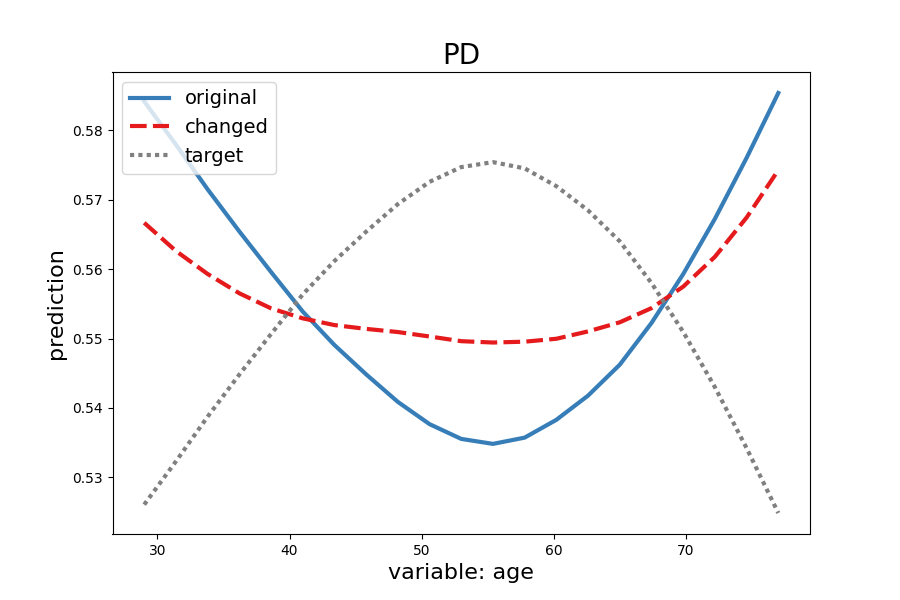 PD
original
changed
target
0.58
0.57
0.56
0.55
0.54
0.53
prediction
30 40 50 60 70
variable: age